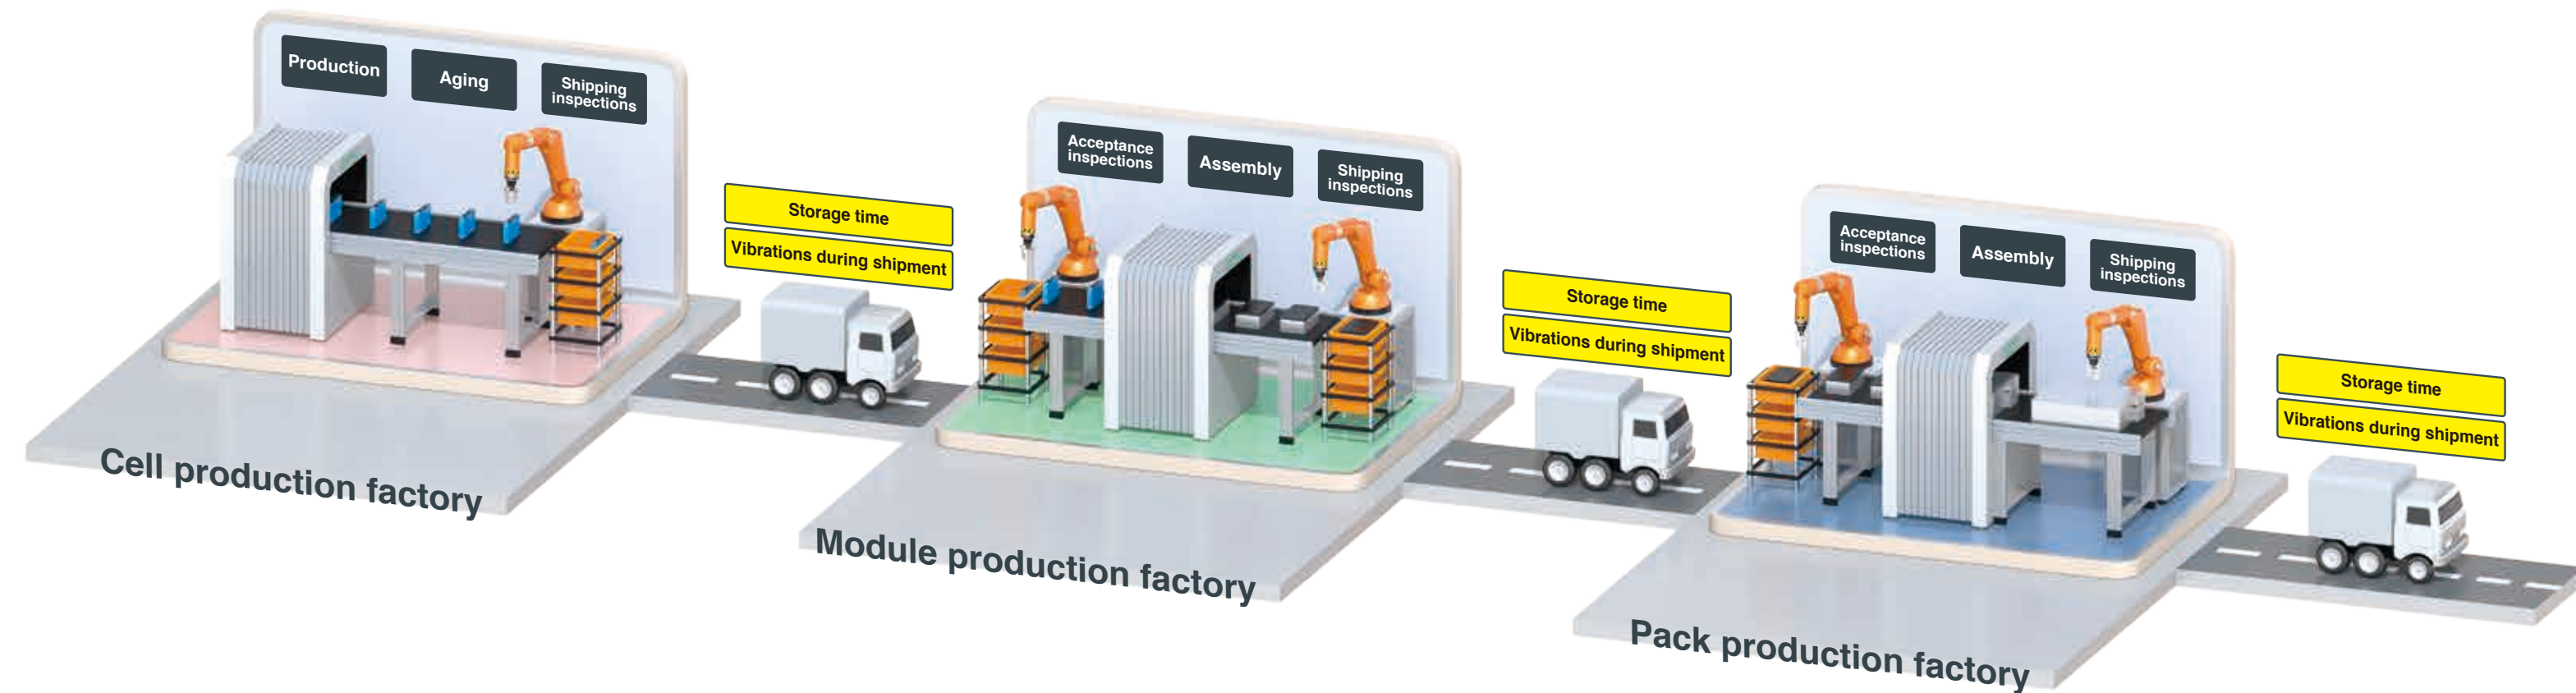 Production
Aging
Shipping
inspections
Cell production factory
Storage time
Vibrations during shipment
Acceptance
inspections
Assembly
Shipping
inspections
Module production factory
Storage time
Vibrations during shipment
Acceptance
inspections
Assembly
Shipping
inspections
Pack production factory
Storage time
Vibrations during shipment